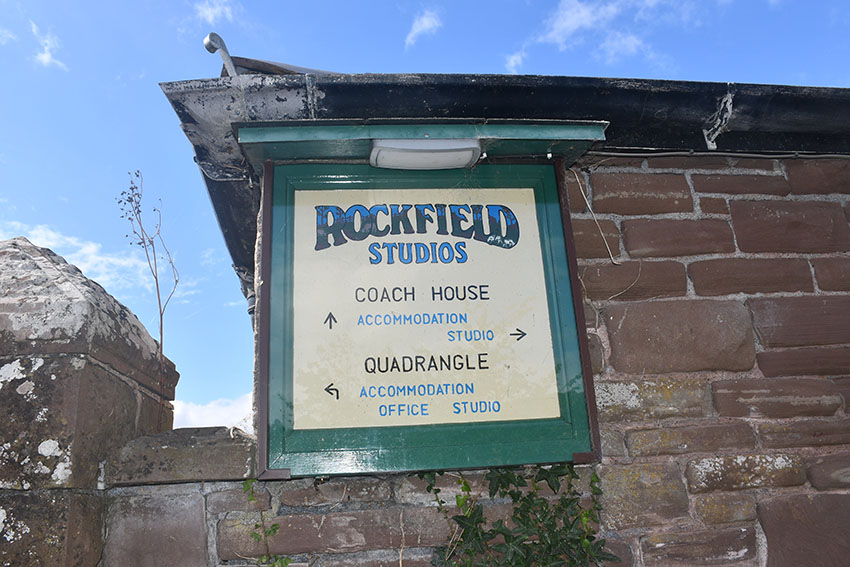 ROCKFIELD
STUDIOS
COACH HOUSE
↑ ACCOMMODATION
STUDIO →
QUADRANGLE
↰ ACCOMMODATION
OFFICE STUDIO